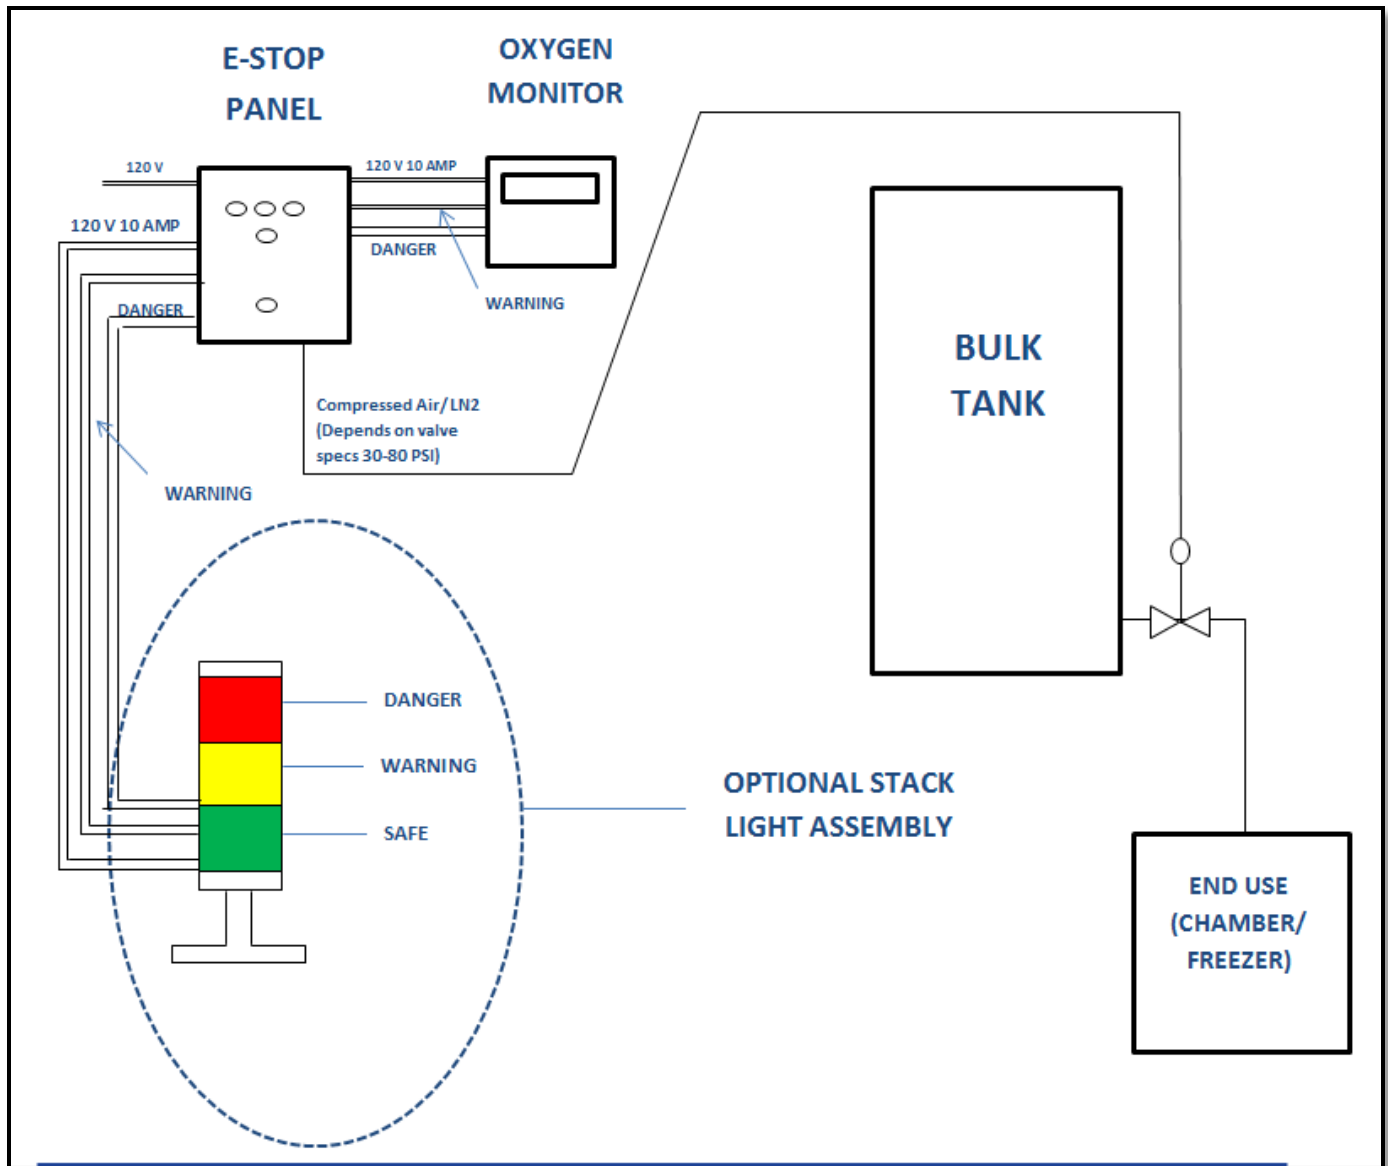 E-STOP
PANEL
OXYGEN
MONITOR
120 V
120 V 10 AMP
120 V 10 AMP
DANGER
WARNING
DANGER
Compressed Air/ LN2
(Depends on valve
specs 30-80 PSI)
WARNING
BULK
TANK
DANGER
WARNING
SAFE
OPTIONAL STACK
LIGHT ASSEMBLY
END USE
(CHAMBER/
FREEZER)